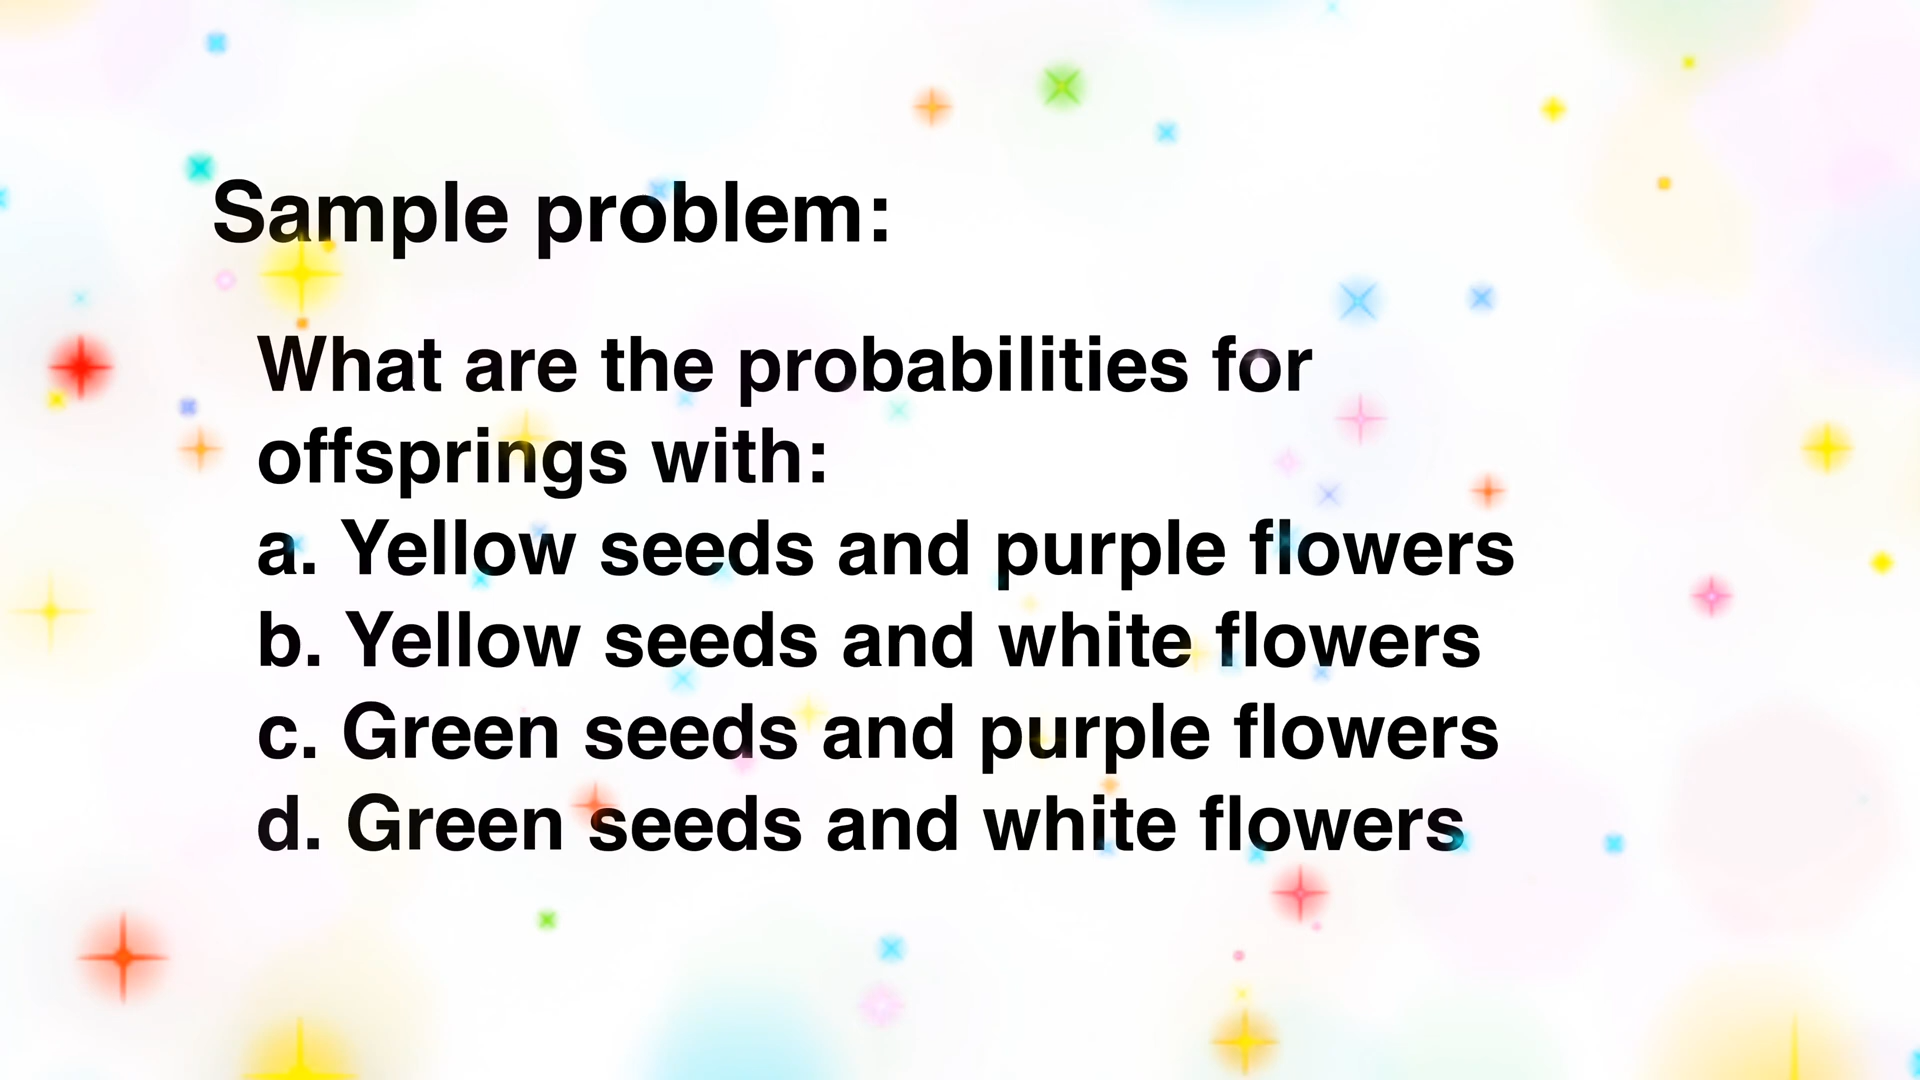 Sample problem:
What are the probabilities for
offsprings with:
a. Yellow seeds and purple flowers
b. Yellow seeds and white flowers
c. Green seeds and purple flowers
d. Green seeds and white flowers